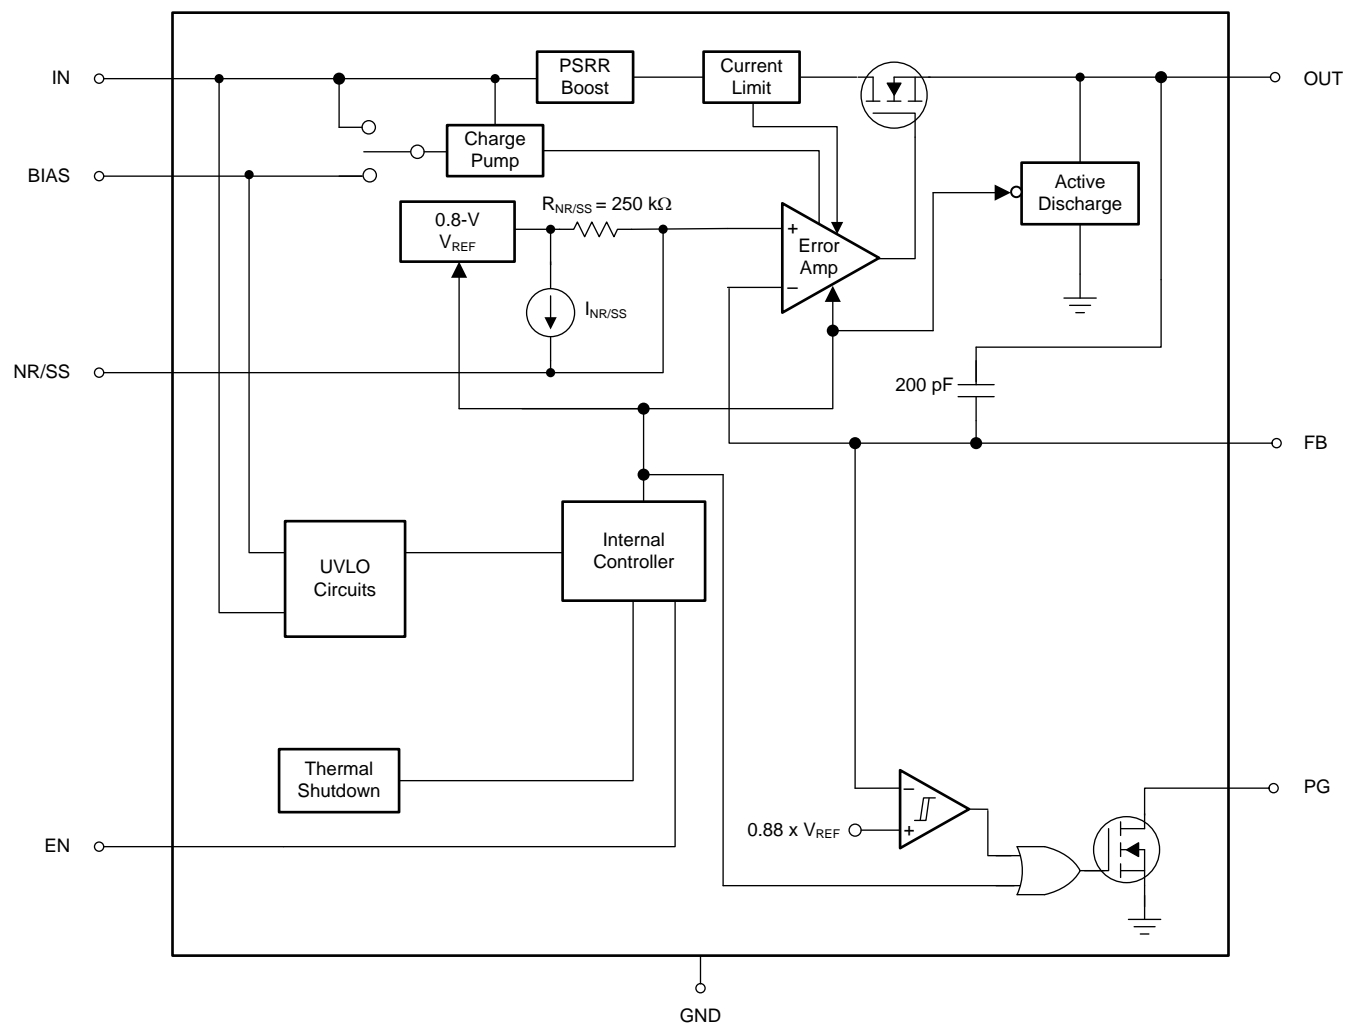 IN
PSRR
Boost
Current
Limit
OUT
Charge
Pump
BIAS
Active
Discharge
0.8-V
VREF
RNR/SS = 250 kΩ
+
Error
Amp
−
INR/SS
NR/SS
200 pF
FB
UVLO
Circuits
Internal
Controller
Thermal
Shutdown
PG
−
0.88 x VREF
+
EN
GND